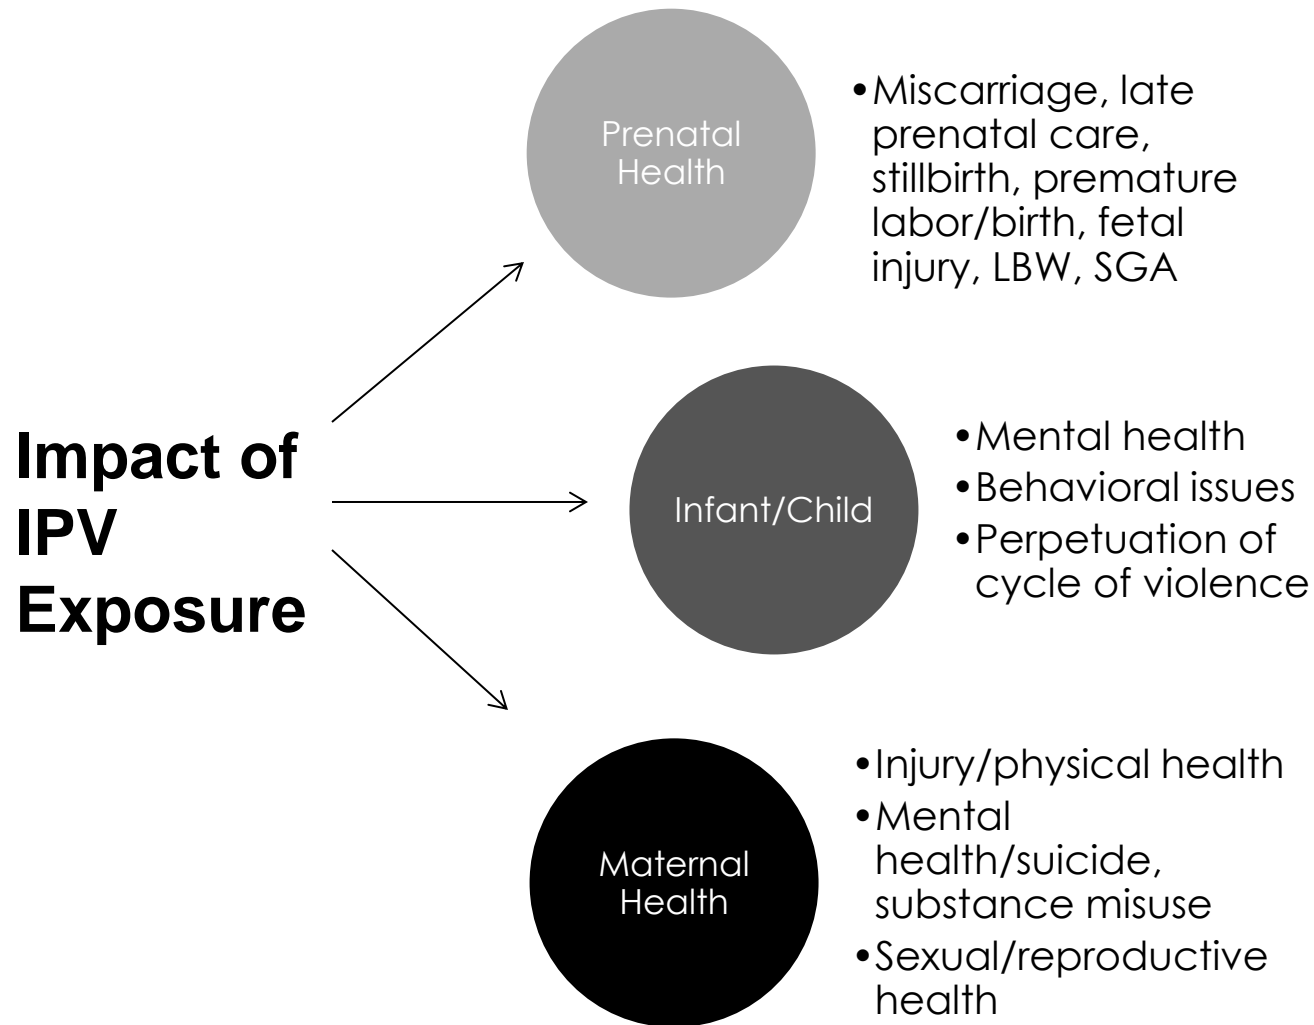 Impact of
IPV
Exposure
Prenatal
Health
•Miscarriage, late
prenatal care,
stillbirth, premature
labor/birth, fetal
injury, LBW, SGA
Infant/Child
•Mental health
•Behavioral issues
•Perpetuation of
cycle of violence
Maternal
Health
•Injury/physical health
•Mental
health/suicide,
substance misuse
•Sexual/reproductive
health